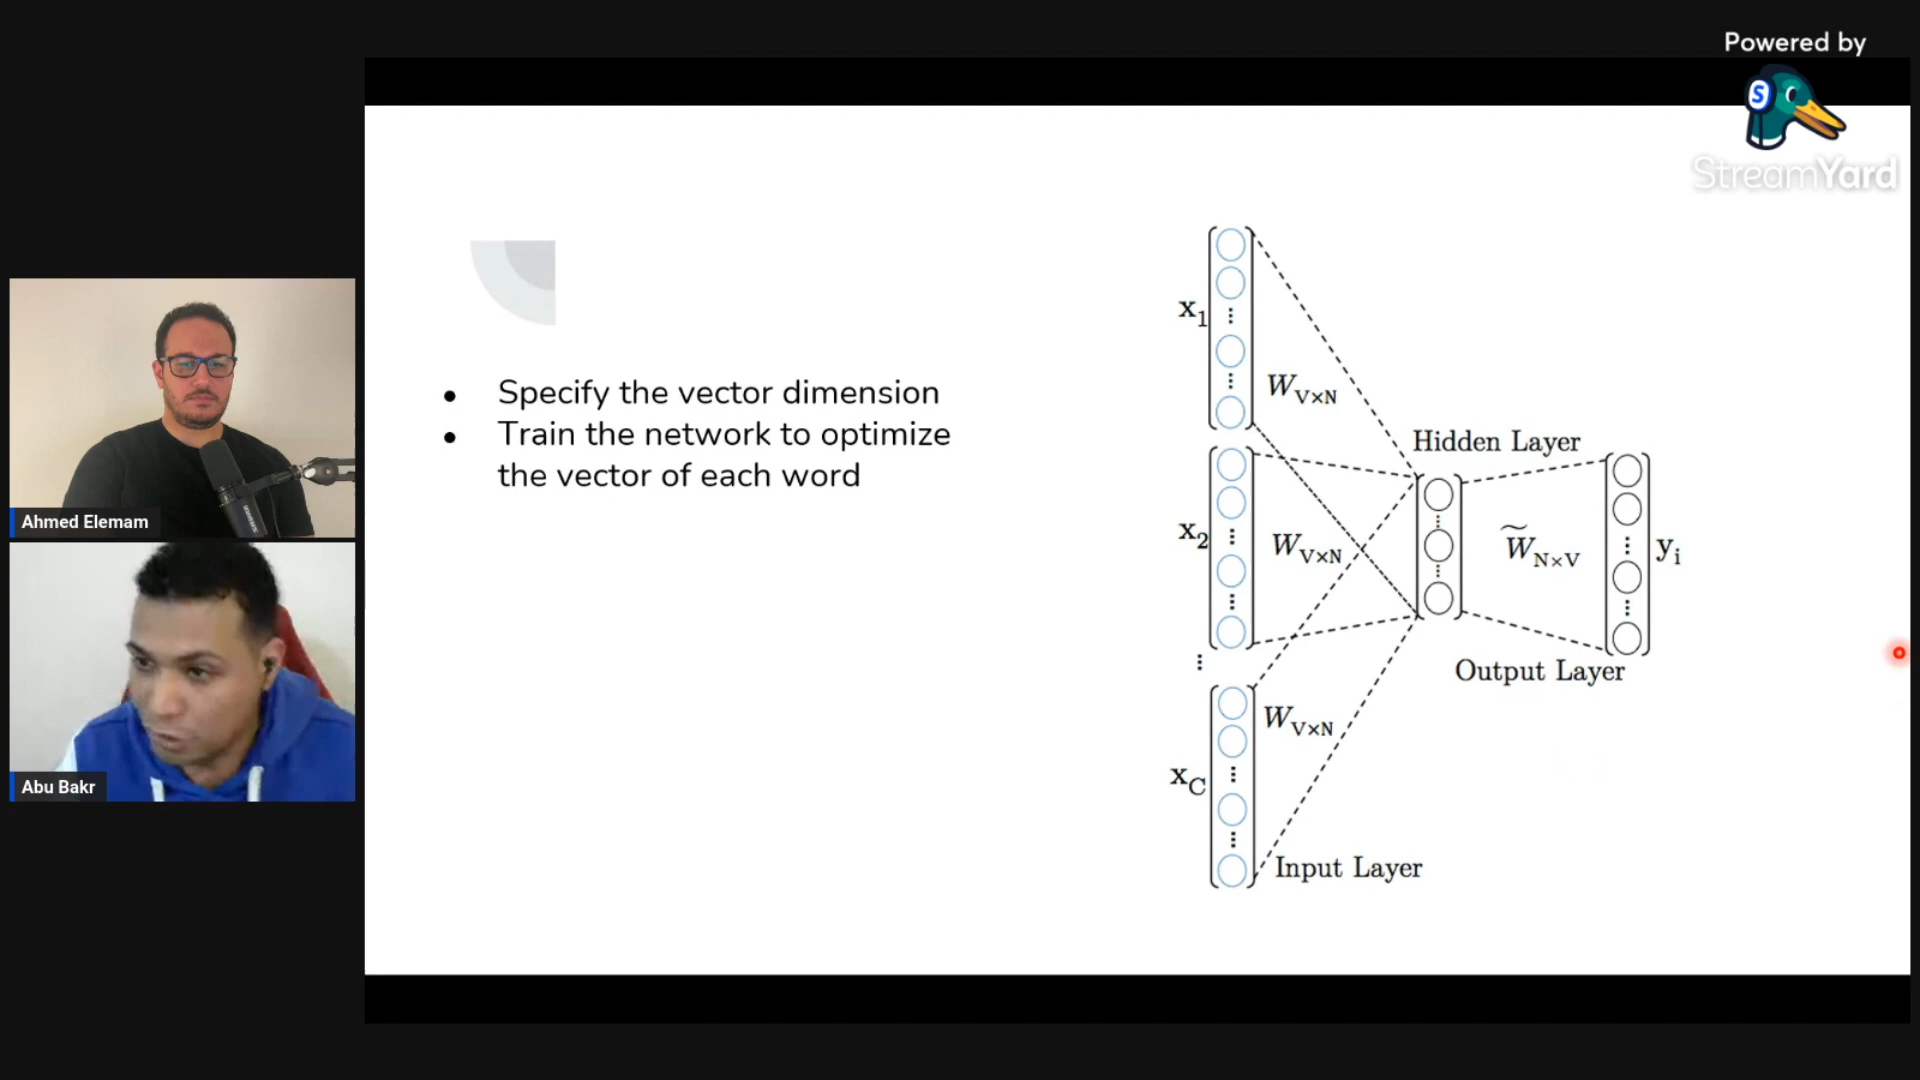 Powered by
StreamYard
S
Ahmed Elemam
Abu Bakr
• Specify the vector dimension
• Train the network to optimize
the vector of each word
x1
WV×N
Hidden Layer
x2
WV×N
W̃N×V
yi
Output Layer
xC
WV×N
Input Layer